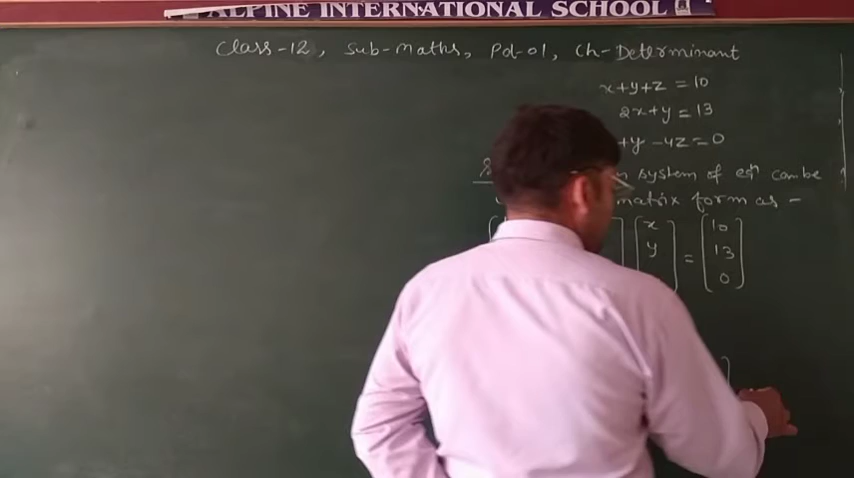 ALPINE INTERNATIONAL SCHOOL
Class-12, Sub-Maths, Pd-01, Ch-Determinant
x+y+z=10
2x+y=13
+y-4z=0
system of eqn can be
matrix form as -
x
y
=
10
13
0